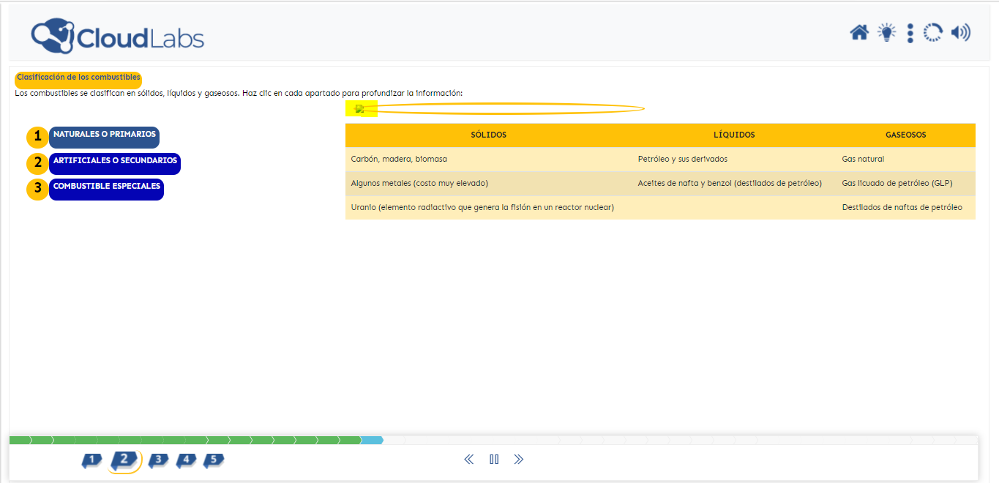 CloudLabs
Clasificación de los combustibles
Los combustibles se clasifican en sólidos, líquidos y gaseosos. Haz clic en cada apartado para profundizar la información:
1 NATURALES O PRIMARIOS
2 ARTIFICIALES O SECUNDARIOS
3 COMBUSTIBLE ESPECIALES
SÓLIDOS LÍQUIDOS GASEOSOS
Carbón, madera, biomasa Petróleo y sus derivados Gas natural
Algunos metales (costo muy elevado) Aceites de nafta y benzol (destilados de petróleo) Gas licuado de petróleo (GLP)
Uranio (elemento radiactivo que genera la fisión en un reactor nuclear) Destilados de naftas de petróleo
1 2 3 4 5